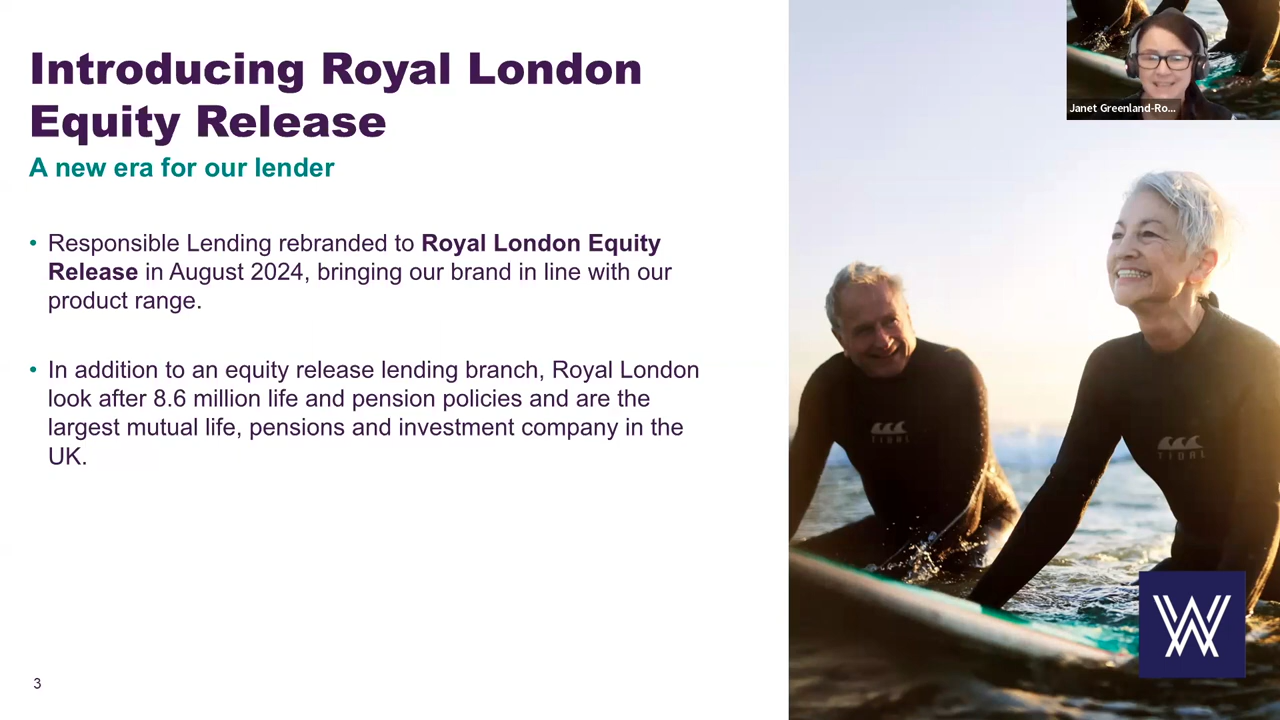 Introducing Royal London
Equity Release
A new era for our lender
• Responsible Lending rebranded to Royal London Equity
Release in August 2024, bringing our brand in line with our
product range.
• In addition to an equity release lending branch, Royal London
look after 8.6 million life and pension policies and are the
largest mutual life, pensions and investment company in the
UK.
3
Janet Greenland-Ro...
TIDAL
TIDAL
W